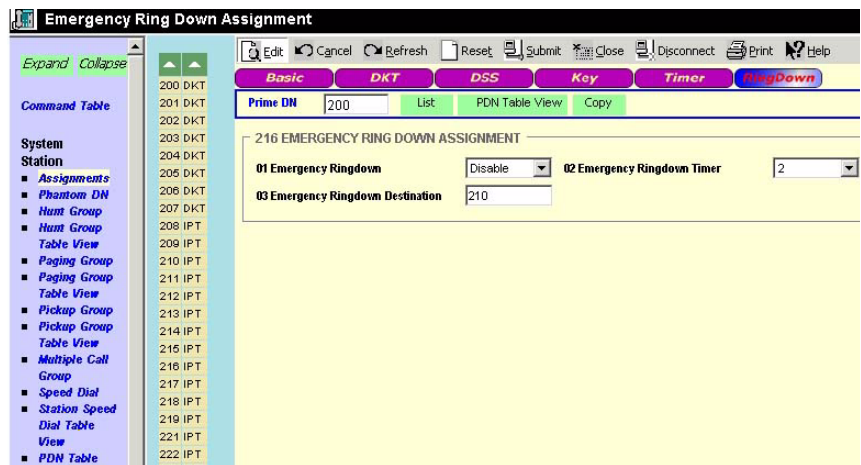 Emergency Ring Down Assignment
Expand Collapse
Command Table
System
Station
Assignments
Phantom DN
Hunt Group
Hunt Group
Table View
Paging Group
Paging Group
Table View
Pickup Group
Pickup Group
Table View
Multiple Call
Group
Speed Dial
Station Speed
Dial Table
View
PDN Table
200 DKT
201 DKT
202 DKT
203 DKT
204 DKT
205 DKT
206 DKT
207 DKT
208 IPT
209 IPT
210 IPT
211 IPT
212 IPT
213 IPT
214 IPT
215 IPT
216 IPT
217 IPT
218 IPT
219 IPT
221 IPT
222 IPT
Edit Cancel Refresh Reset Submit Close Disconnect Print Help
Basic DKT DSS Key Timer RingDown
Prime DN 200 List PDN Table View Copy
216 EMERGENCY RING DOWN ASSIGNMENT
01 Emergency Ringdown Disable 02 Emergency Ringdown Timer 2
03 Emergency Ringdown Destination 210